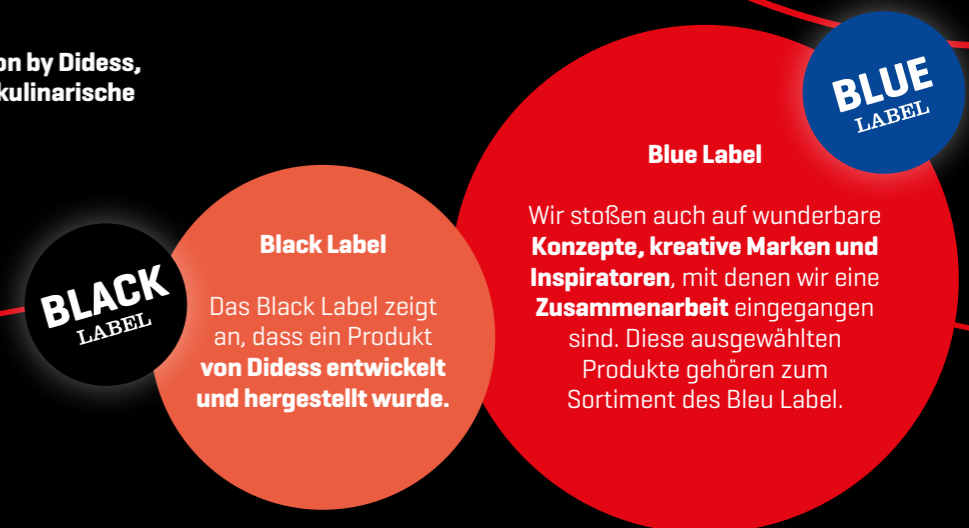 on by Didess,
kulinarische
BLACK
LABEL
Black Label
Das Black Label zeigt
an, dass ein Produkt
von Didess entwickelt
und hergestellt wurde.
BLUE
LABEL
Blue Label
Wir stoßen auch auf wunderbare
Konzepte, kreative Marken und
Inspiratoren, mit denen wir eine
Zusammenarbeit eingegangen
sind. Diese ausgewählten
Produkte gehören zum
Sortiment des Bleu Label.